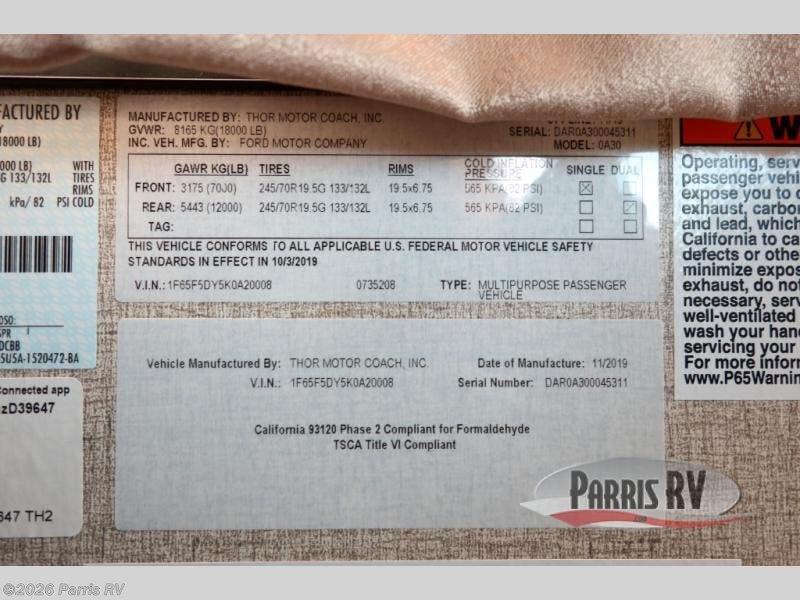 FACTURED BY
18000 LB)
LB) WITH
G 133/132L TIRES
RIMS
kPa/ 82 PSI COLD
DCBB
5U5A-1520472-BA
Connected app
zD39647
647 TH2
MANUFACTURED BY: THOR MOTOR COACH, INC.
GVWR: 8165 KG(18000 LB) SERIAL: DAR0A300045311
INC. VEH. MFG. BY: FORD MOTOR COMPANY MODEL: 0A30
GAWR KG(LB) TIRES RIMS COLD INFLATION PRESSURE SINGLE DUAL
FRONT: 3175 (7000) 245/70R19.5G 133/132L 19.5x6.75 565 KPA(82 PSI)
REAR: 5443 (12000) 245/70R19.5G 133/132L 19.5x6.75 565 KPA(82 PSI)
TAG:
THIS VEHICLE CONFORMS TO ALL APPLICABLE U.S. FEDERAL MOTOR VEHICLE SAFETY
STANDARDS IN EFFECT IN 10/3/2019
V.I.N.: 1F65F5DY5K0A20008 0735208 TYPE: MULTIPURPOSE PASSENGER
VEHICLE
Vehicle Manufactured By: THOR MOTOR COACH, INC. Date of Manufacture: 11/2019
V.I.N.: 1F65F5DY5K0A20008 Serial Number: DAR0A300045311
California 93120 Phase 2 Compliant for Formaldehyde
TSCA Title VI Compliant
W
Operating, serv
passenger vehi
expose you to c
exhaust, carbon
and lead, which
California to ca
defects or othe
minimize expos
exhaust, do not
necessary, serv
well-ventilated
wash your hand
servicing your
For more inform
www.P65Warnin
PARRIS RV
©2026 Parris RV